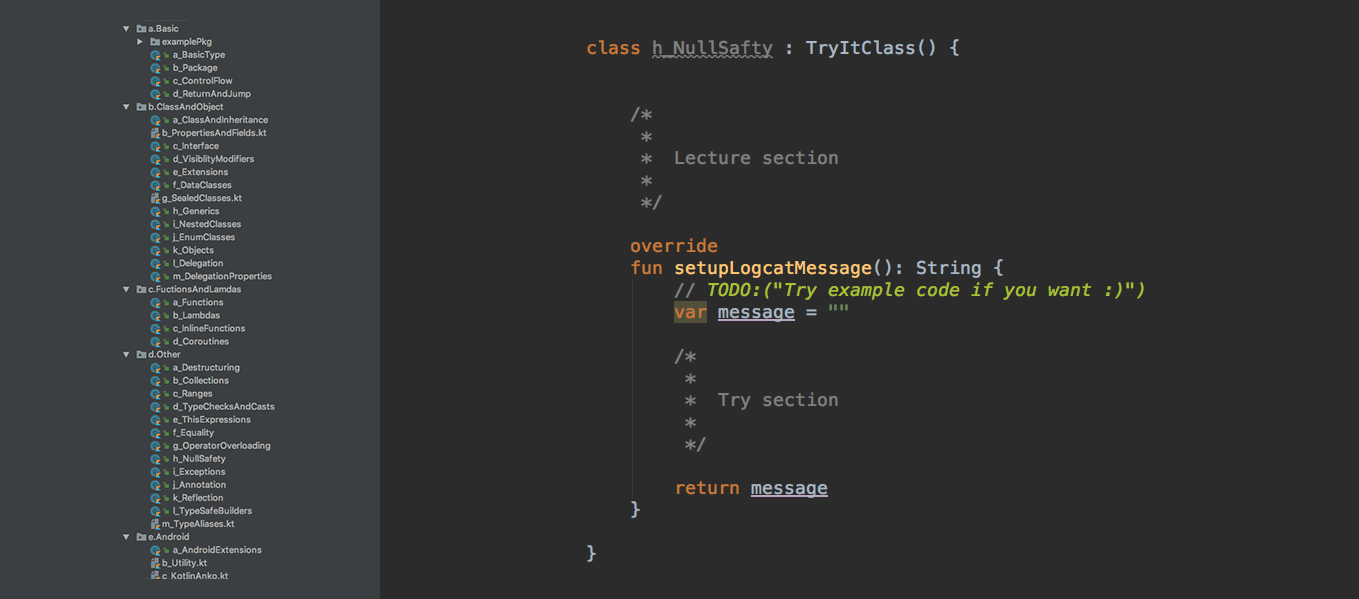 a.Basic
examplePkg
a_BasicType
b_Package
c_ControlFlow
d_ReturnAndJump
b.ClassAndObject
a_ClassAndInheritance
b_PropertiesAndFields.kt
c_Interface
d_VisiblityModifiers
e_Extensions
f_DataClasses
g_SealedClasses.kt
h_Generics
i_NestedClasses
j_EnumClasses
k_Objects
l_Delegation
m_DelegationProperties
c.FuctionsAndLamdas
a_Functions
b_Lambdas
c_InlineFunctions
d_Coroutines
d.Other
a_Destructuring
b_Collections
c_Ranges
d_TypeChecksAndCasts
e_ThisExpressions
f_Equality
g_OperatorOverloading
h_NullSafety
i_Exceptions
j_Annotation
k_Reflection
l_TypeSafeBuilders
m_TypeAliases.kt
e.Android
a_AndroidExtensions
b_Utility.kt
c_KotlinAnko.kt
class h_NullSafty : TryItClass() {
/*
*
* Lecture section
*
*/
override
fun setupLogcatMessage(): String {
// TODO:("Try example code if you want :)")
var message = ""
/*
*
* Try section
*
*/
return message
}
}